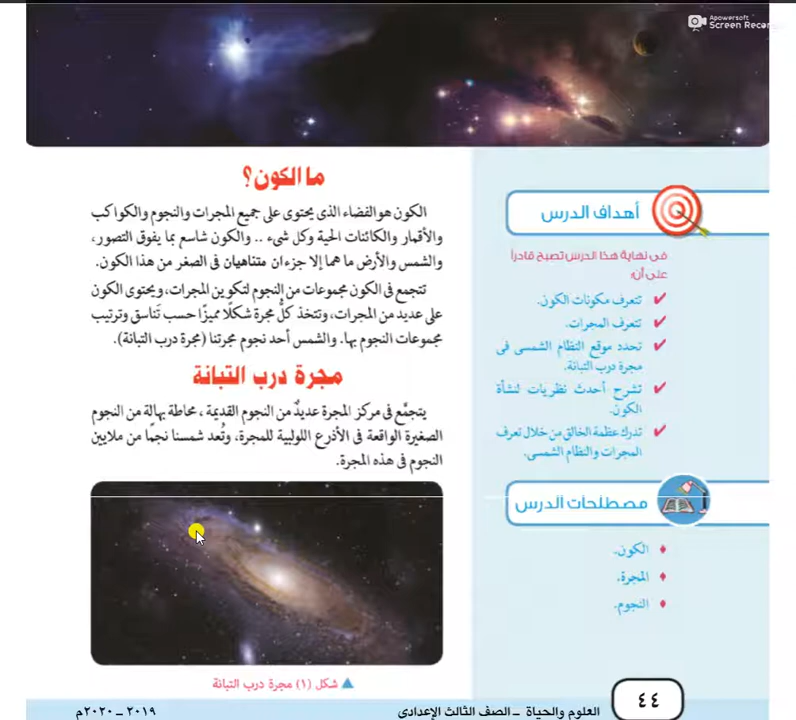 Apowersoft
Screen Recor
ما الكون؟
الكون هو الفضاء الذى يحتوى على جميع المجرات والنجوم والكواكب
والأقمار والكائنات الحية وكل شىء .. والكون شاسع بما يفوق التصور،
والشمس والأرض ما هما إلا جزءان متناهيان فى الصغر من هذا الكون.
تتجمع فى الكون مجموعات من النجوم لتكوين المجرات، ويحتوى الكون
على عديد من المجرات، وتتخذ كلُّ مجرة شكلًا مميزًا حسب تَناسق وترتيب
مجموعات النجوم بها. والشمس أحد نجوم مجرتنا (مجرة درب التبانة).
مجرة درب التبانة
يتجمَّع فى مركز المجرة عديدٌ من النجوم القديمة، محاطة بهالة من النجوم
الصغيرة الواقعة فى الأذرع اللولبية للمجرة، وتُعد شمسنا نجمًا من ملايين
النجوم فى هذه المجرة.
▲ شكل (١) مجرة درب التبانة
أهداف الدرس
فى نهاية هذا الدرس تصبح قادراً
على أن:
✔ تتعرف مكونات الكون.
✔ تتعرف المجرات.
✔ تحدد موقع النظام الشمسى فى
مجرة درب التبانة.
✔ تشرح أحدث نظريات لنشأة
الكون.
✔ تدرك عظمة الخالق من خلال تعرف
المجرات والنظام الشمسى.
مصطلحات الدرس
♦ الكون.
♦ المجرة.
♦ النجوم.
٤٤
العلوم والحياة ــ الصف الثالث الإعدادى
٢٠١٩ ــ ٢٠٢٠م